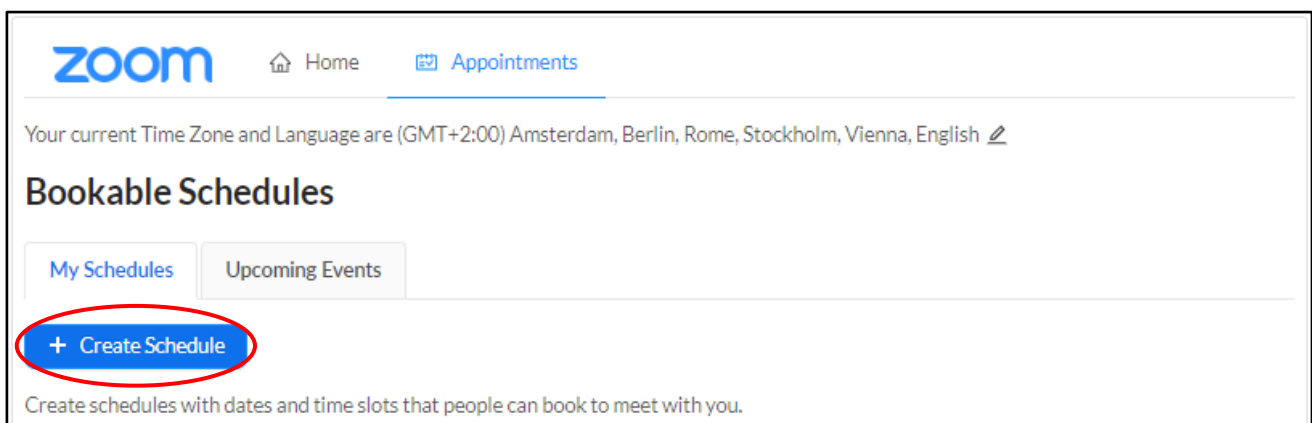 zoom Home Appointments
Your current Time Zone and Language are (GMT+2:00) Amsterdam, Berlin, Rome, Stockholm, Vienna, English
Bookable Schedules
My Schedules Upcoming Events
+ Create Schedule
Create schedules with dates and time slots that people can book to meet with you.